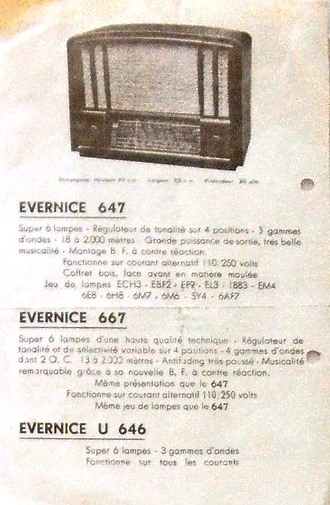 Dimensions Hauteur 40 c/m Largeur 53 c/m Profondeur 30 c/m
EVERNICE 647
Super 6 lampes - Régulateur de tonalité sur 4 positions - 3 gammes
d'ondes - 18 à 2.000 mètres. Grande puissance de sortie, très belle
musicalité - Montage B. F. à contre réaction.
Fonctionne sur courant alternatif 110/250 volts
Coffret bois, face avant en matière moulée
Jeu de lampes ECH3 - EBF2 - EF9 - EL3 - 1883 - EM4
6E8 - 6H8 - 6M7 - 6M6 - 5Y4 - 6AF7
EVERNICE 667
Super 6 lampes d'une haute qualité technique - Régulateur de
tonalité et de sélectivité variable sur 4 positions - 4 gammes d'ondes
dont 2 O. C. 13 à 2.000 mètres - Antifading très poussé - Musicalité
remarquable grâce à sa nouvelle B. F. à contre réaction.
Même présentation que le 647
Fonctionne sur courant alternatif 110/250 volts
Même jeu de lampes que le 647
EVERNICE U 646
Super 6 lampes - 3 gammes d'ondes
Fonctionne sur tous les courants